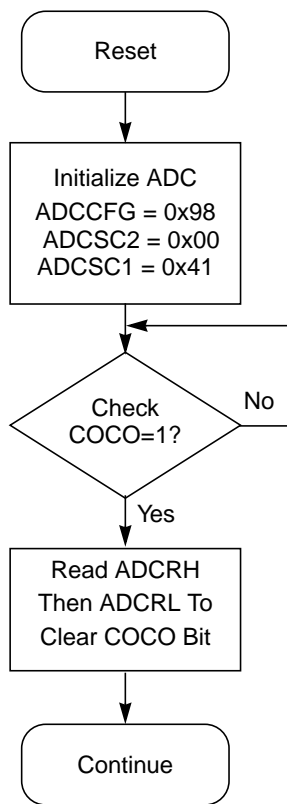 Reset
Initialize ADC
ADCCFG = 0x98
ADCSC2 = 0x00
ADCSC1 = 0x41
Check
COCO=1?
No
Yes
Read ADCRH
Then ADCRL To
Clear COCO Bit
Continue